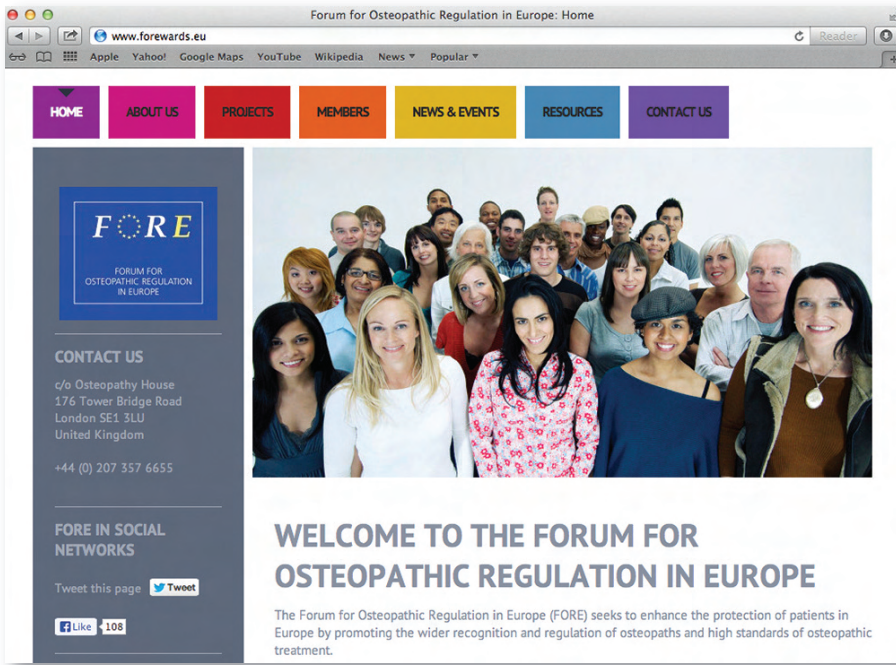 Forum for Osteopathic Regulation in Europe: Home
www.forewards.eu
Reader
Apple Yahoo! Google Maps YouTube Wikipedia News Popular
HOME ABOUT US PROJECTS MEMBERS NEWS & EVENTS RESOURCES CONTACT US
FORE
FORUM FOR
OSTEOPATHIC REGULATION
IN EUROPE
CONTACT US
c/o Osteopathy House
176 Tower Bridge Road
London SE1 3LU
United Kingdom
+44 (0) 207 357 6655
FORE IN SOCIAL
NETWORKS
Tweet this page Tweet
Like 108
WELCOME TO THE FORUM FOR
OSTEOPATHIC REGULATION IN EUROPE
The Forum for Osteopathic Regulation in Europe (FORE) seeks to enhance the protection of patients in
Europe by promoting the wider recognition and regulation of osteopaths and high standards of osteopathic
treatment.